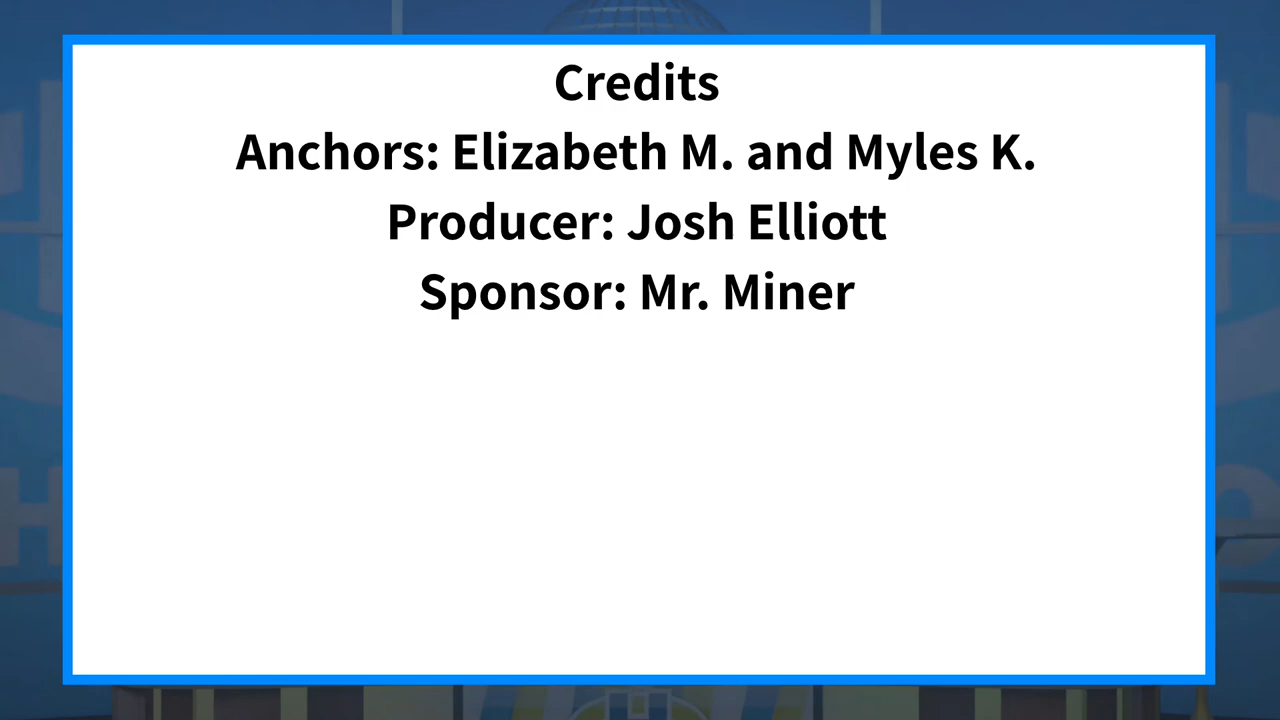 Credits
Anchors: Elizabeth M. and Myles K.
Producer: Josh Elliott
Sponsor: Mr. Miner